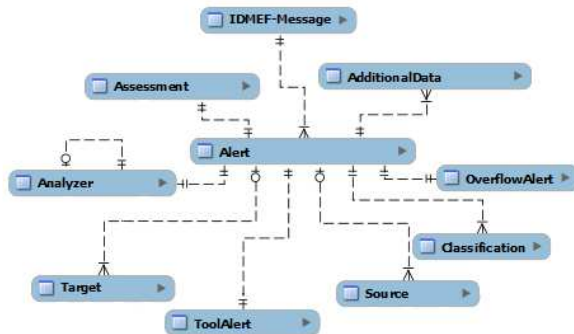 IDMEF-Message
Assessment
AdditionalData
Alert
Analyzer
OverflowAlert
Classification
Target
Source
ToolAlert